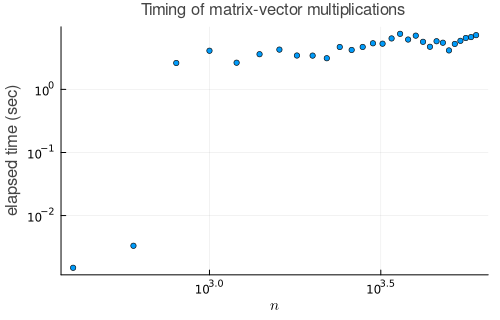 Timing of matrix-vector multiplications
elapsed time (sec)
10^0
10^-1
10^-2
10^3.0
10^3.5
n